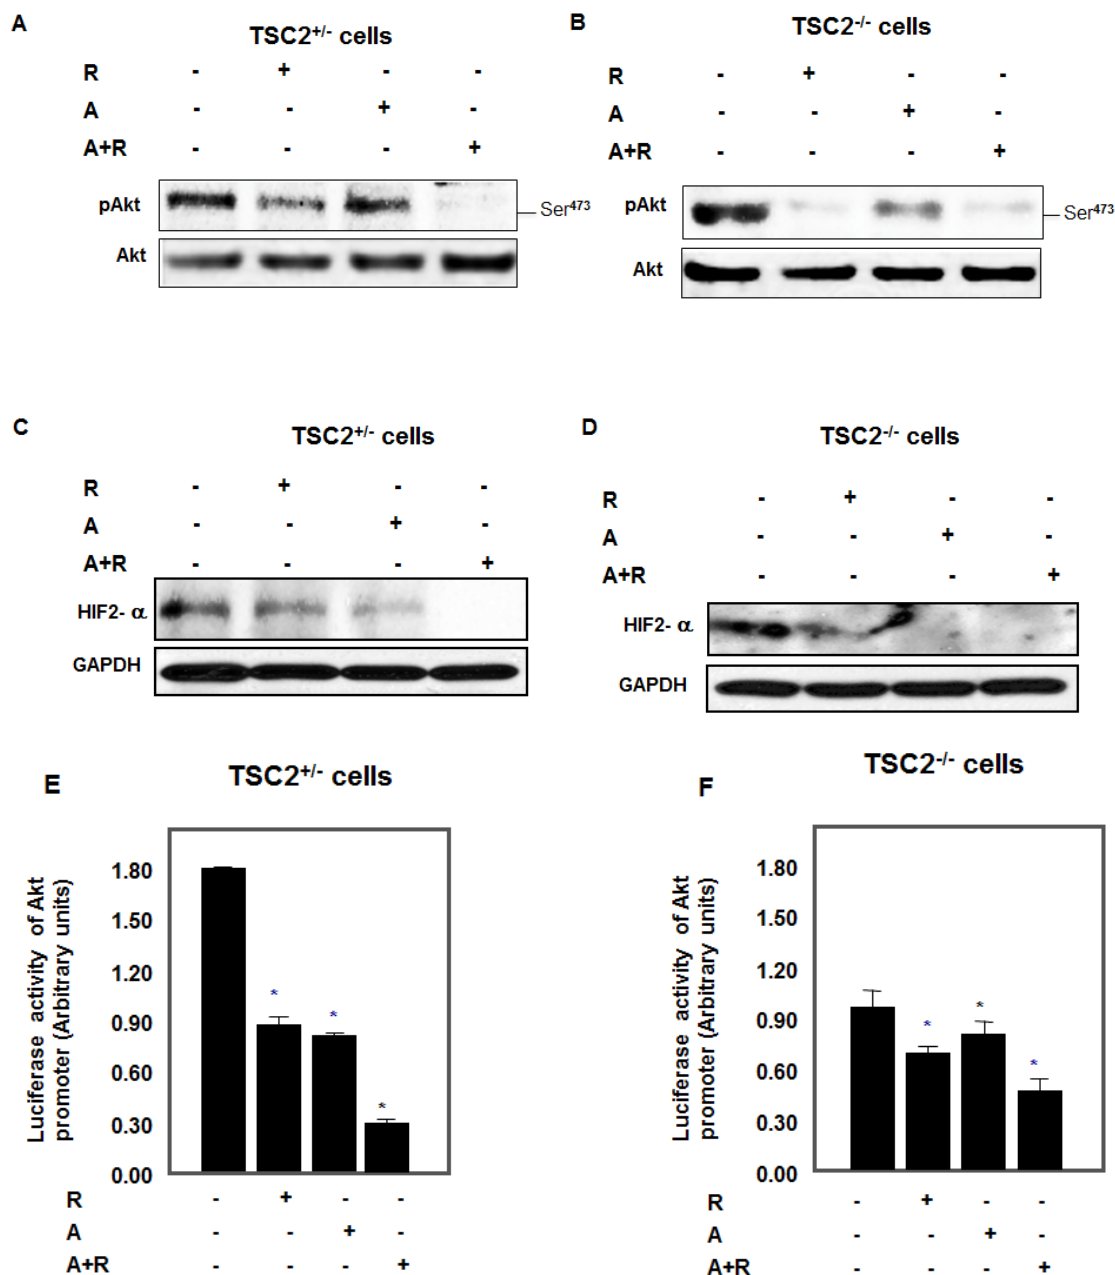 A
TSC2+/- cells
R - + - -
A - - + -
A+R - - - +
pAkt
Ser473
Akt
B
TSC2-/- cells
R - + - -
A - - + -
A+R - - - +
pAkt
Ser473
Akt
C
TSC2+/- cells
R - + - -
A - - + -
A+R - - - +
HIF2- α
GAPDH
D
TSC2-/- cells
R - + - -
A - - + -
A+R - - - +
HIF2- α
GAPDH
E
TSC2+/- cells
Luciferase activity of Akt
promoter (Arbitrary units)
1.80
1.50
1.20
0.90
0.60
0.30
0.00
* * *
R - + - -
A - - + -
A+R - - - +
F
TSC2-/- cells
Luciferase activity of Akt
promoter (Arbitrary units)
1.80
1.50
1.20
0.90
0.60
0.30
0.00
* * *
R - + - -
A - - + -
A+R - - - +